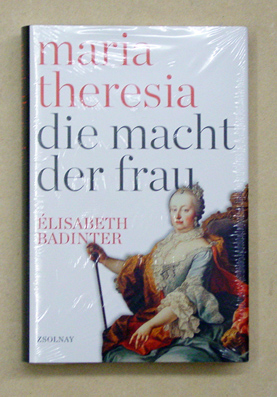 maria
theresia
die macht
der frau
ÉLISABETH
BADINTER
ZSOLNAY